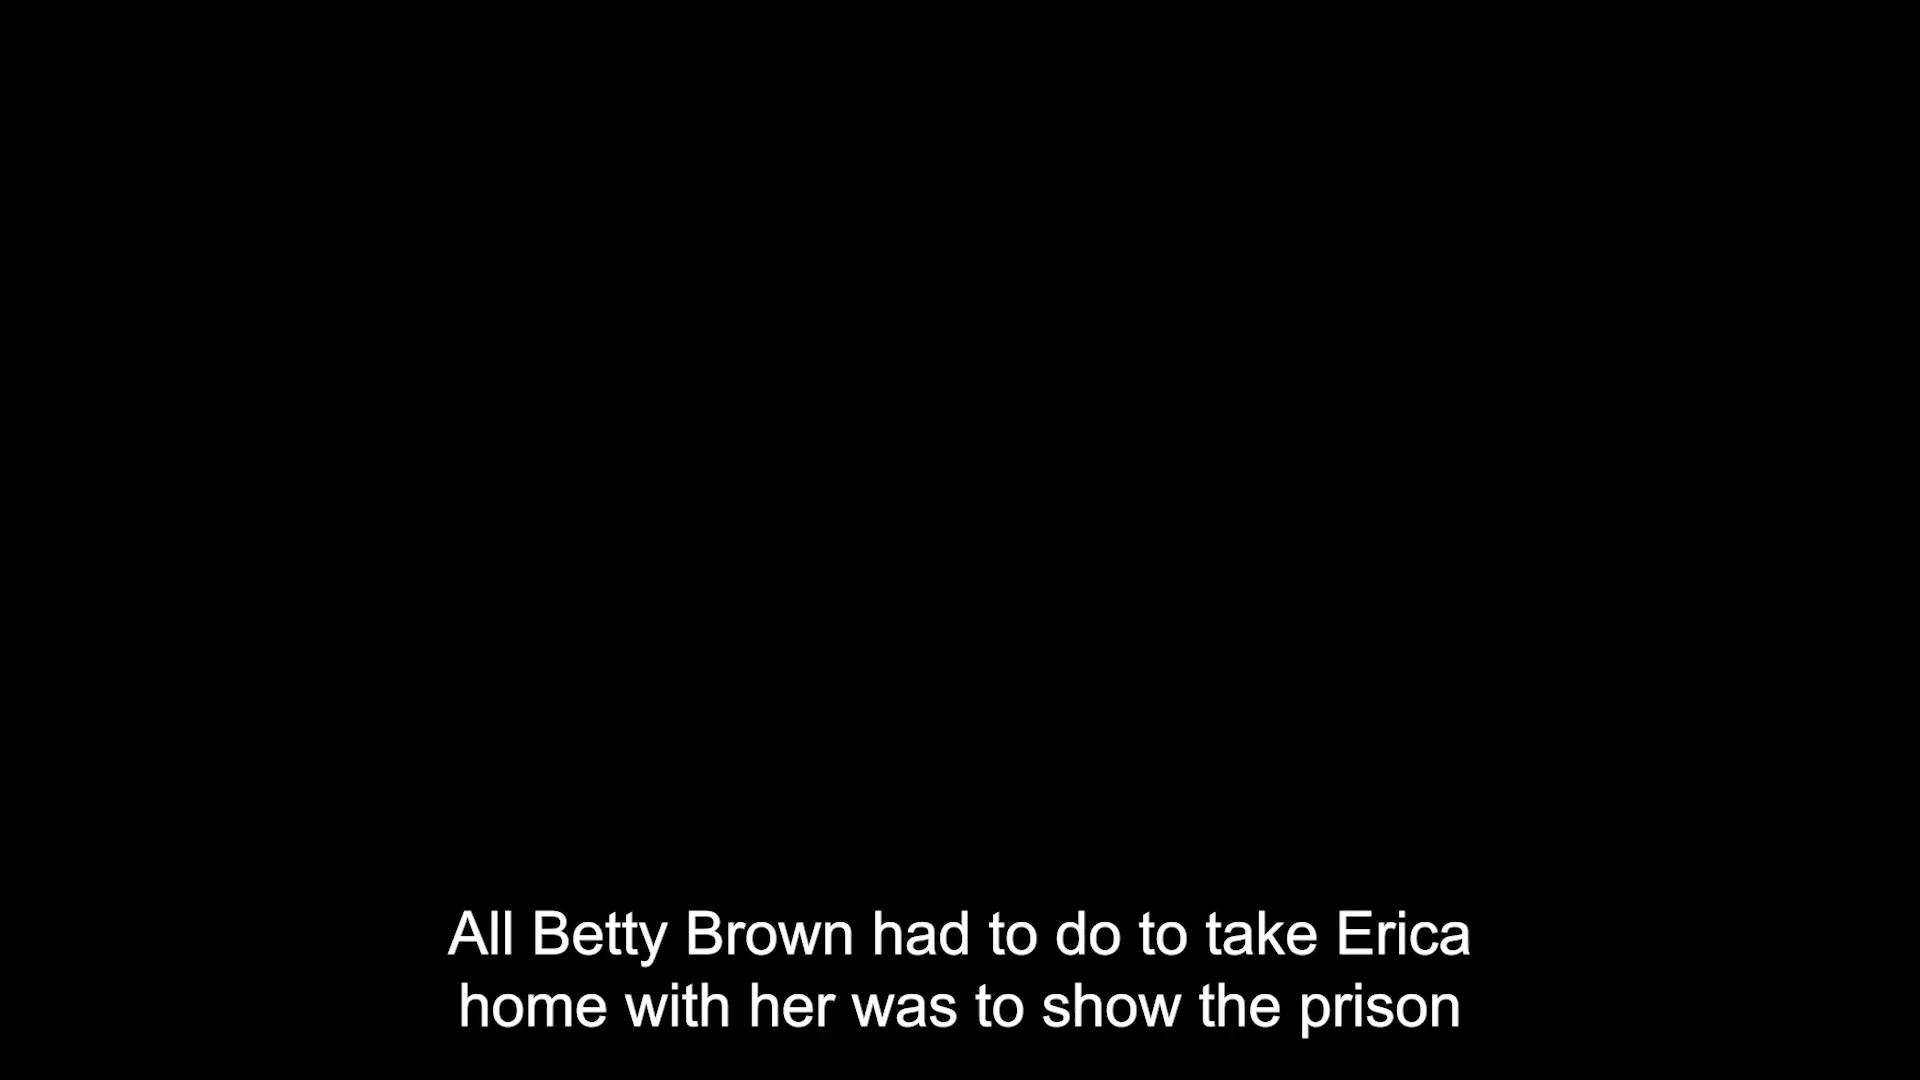 All Betty Brown had to do to take Erica
home with her was to show the prison